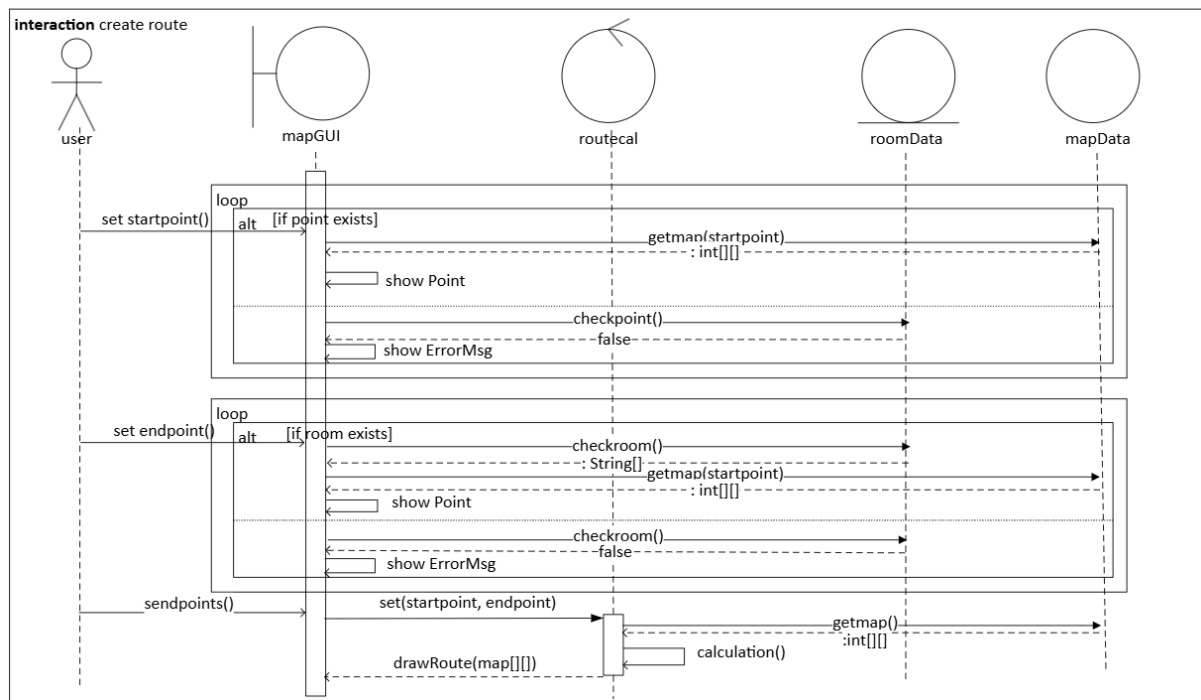 interaction create route
user
mapGUI
routecal
roomData
mapData
loop
set startpoint()
alt
[if point exists]
getmap(startpoint)
: int[][]
show Point
checkpoint()
false
show ErrorMsg
loop
set endpoint()
alt
[if room exists]
checkroom()
: String[]
getmap(startpoint)
: int[][]
show Point
checkroom()
false
show ErrorMsg
sendpoints()
set(startpoint, endpoint)
getmap()
:int[][]
calculation()
drawRoute(map[][])